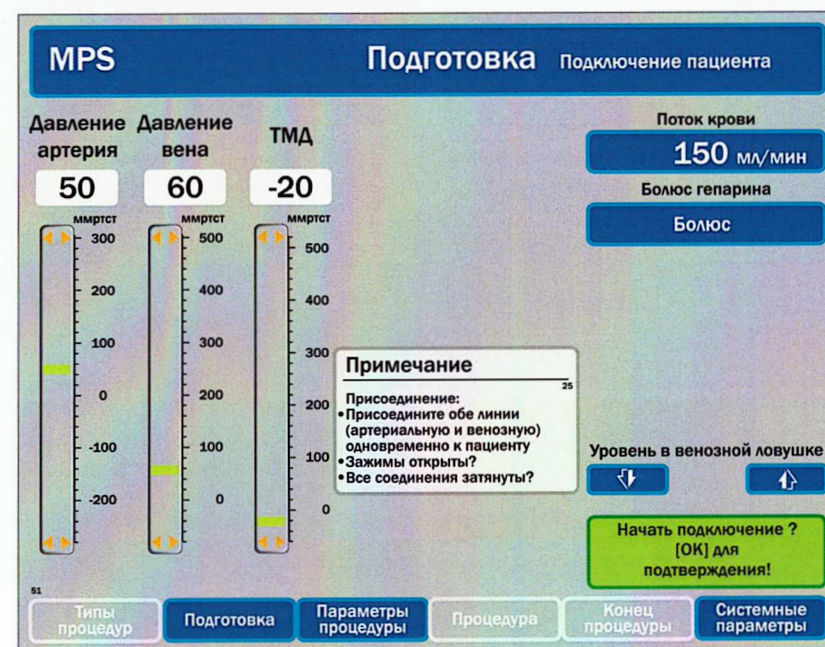 MPS
Подготовка Подключение пациента
Давление артерия
Давление вена
ТМД
50
60
-20
ммртст
ммртст
ммртст
300
200
100
0
-100
-200
500
400
300
200
100
0
500
400
300
200
100
0
Поток крови
150 мл/мин
Болюс гепарина
Болюс
Примечание
25
Присоединение:
•Присоедините обе линии
(артериальную и венозную)
одновременно к пациенту
•Зажимы открыты?
•Все соединения затянуты?
Уровень в венозной ловушке
Начать подключение ?
[OK] для
подтверждения!
51
Типы
процедур
Подготовка
Параметры
процедуры
Процедура
Конец
процедуры
Системные
параметры